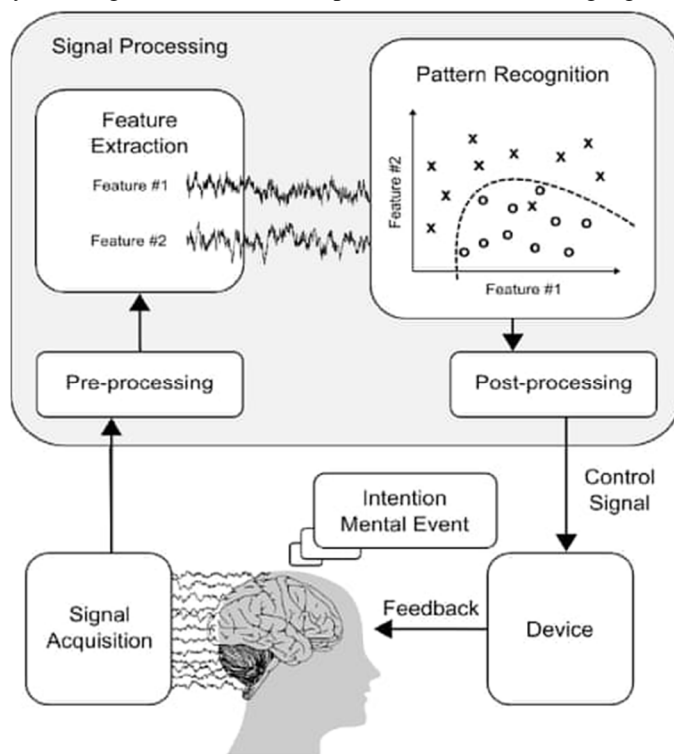 Signal Processing
Feature
Extraction
Feature #1
Feature #2
Pattern Recognition
Feature #2
Feature #1
Pre-processing
Post-processing
Control
Signal
Intention
Mental Event
Signal
Acquisition
Feedback
Device